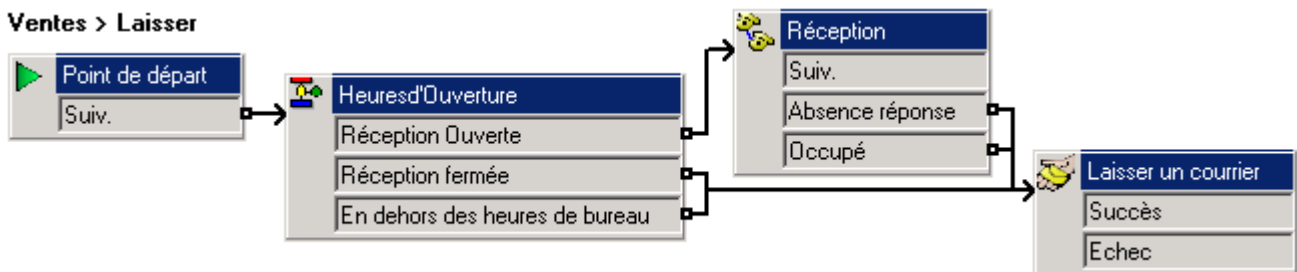 Ventes > Laisser
Point de départ
Suiv.
Heuresd'Ouverture
Réception Ouverte
Réception fermée
En dehors des heures de bureau
Réception
Suiv.
Absence réponse
Occupé
Laisser un courrier
Succès
Echec